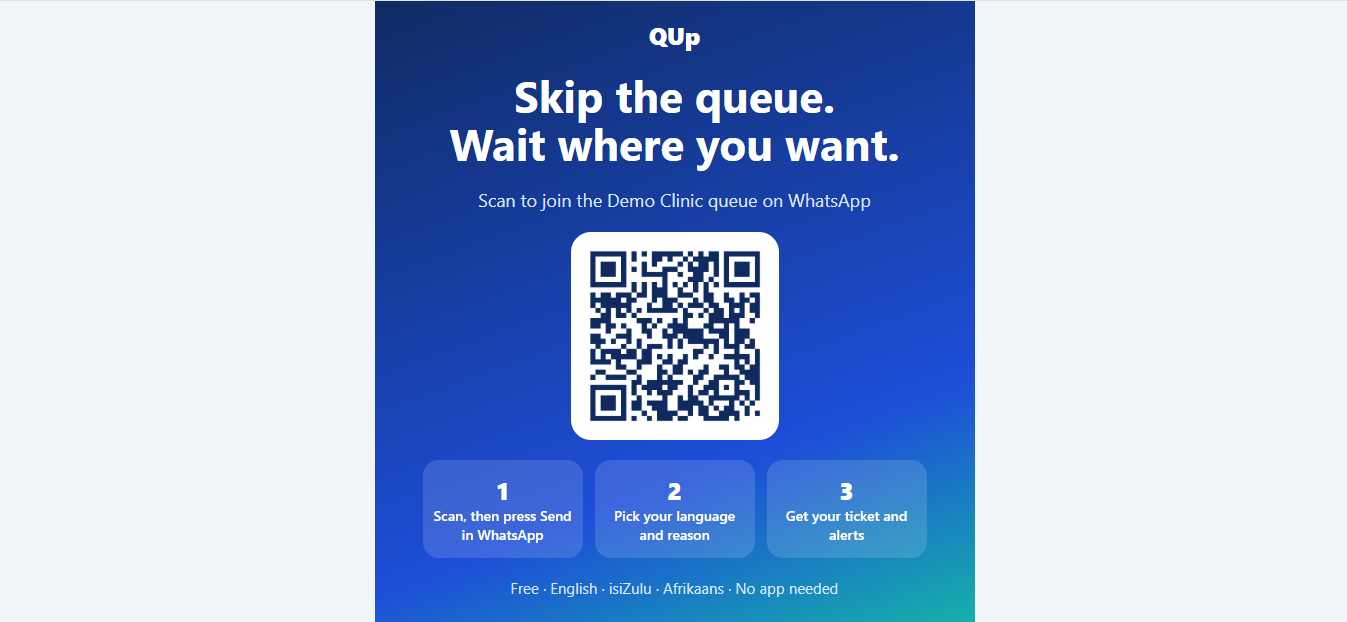 QUp
Skip the queue.
Wait where you want.
Scan to join the Demo Clinic queue on WhatsApp
1
Scan, then press Send
in WhatsApp
2
Pick your language
and reason
3
Get your ticket and
alerts
Free · English · isiZulu · Afrikaans · No app needed